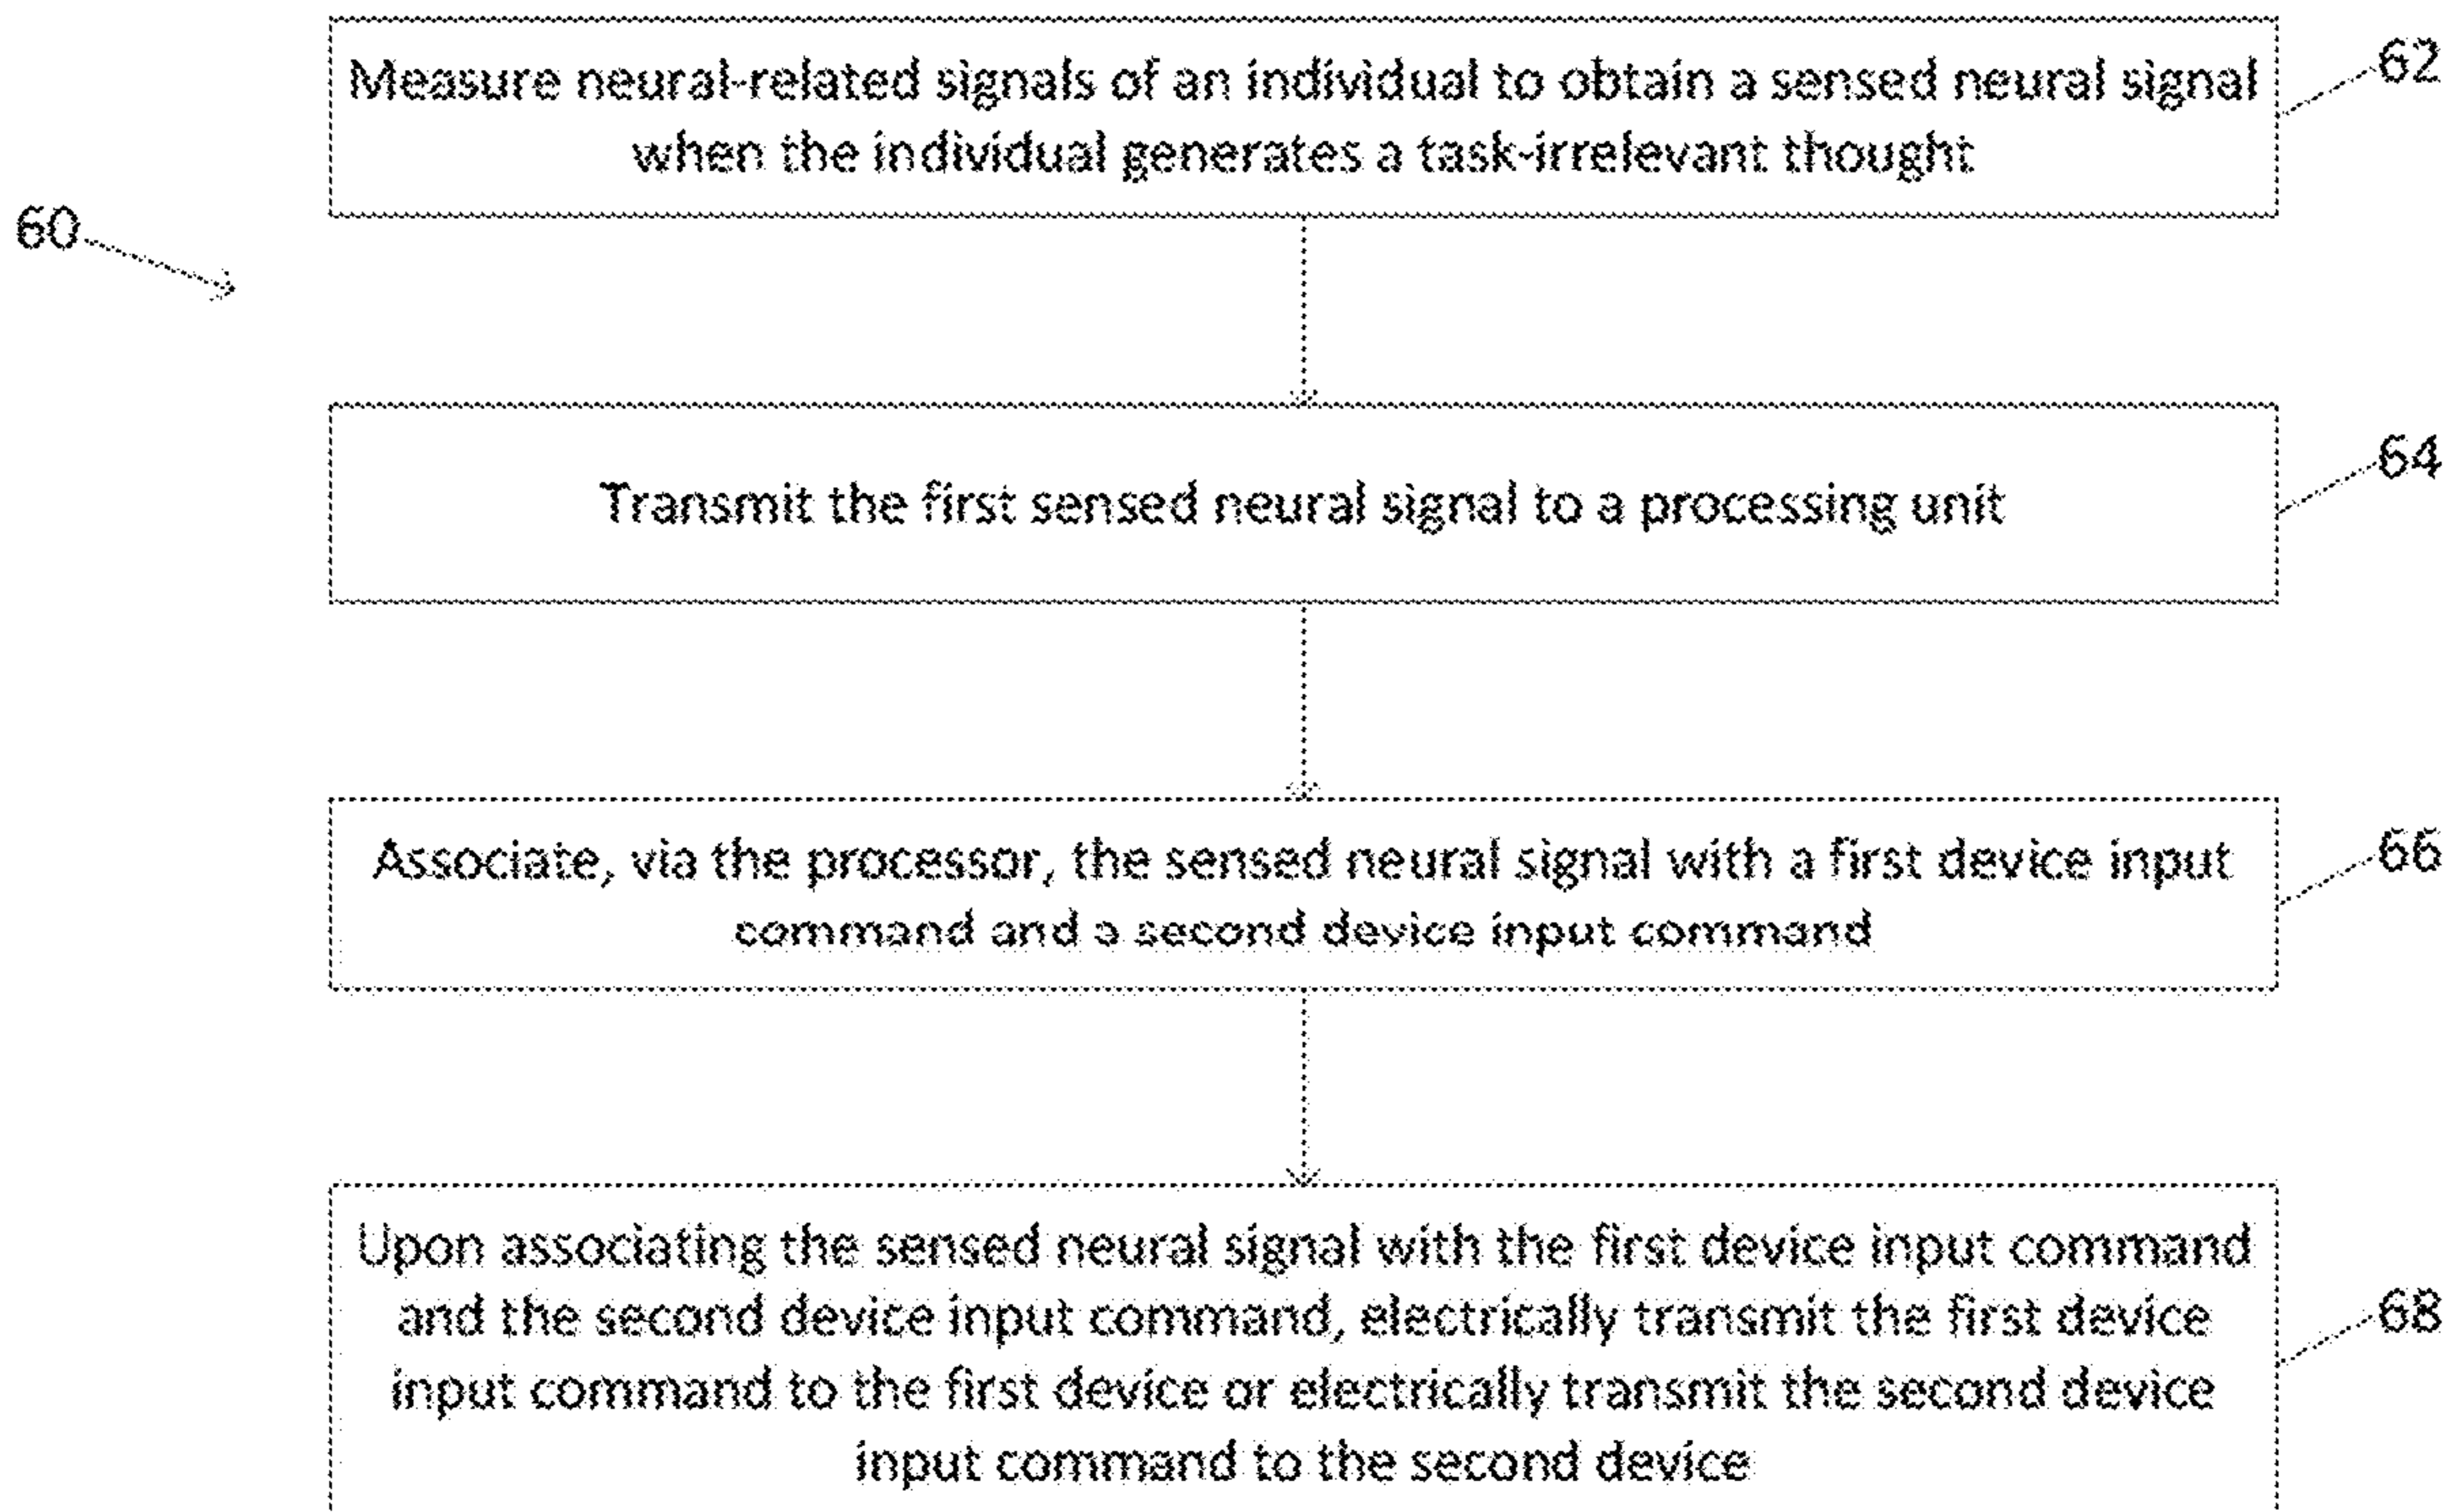 Measure neural-related signals of an individual to obtain a sensed neural signal
when the individual generates a task-irrelevant thought
62
60
Transmit the first sensed neural signal to a processing unit
64
Associate, via the processor, the sensed neural signal with a first device input
command and a second device input command
66
Upon associating the sensed neural signal with the first device input command
and the second device input command, electrically transmit the first device
input command to the first device or electrically transmit the second device
input command to the second device
68